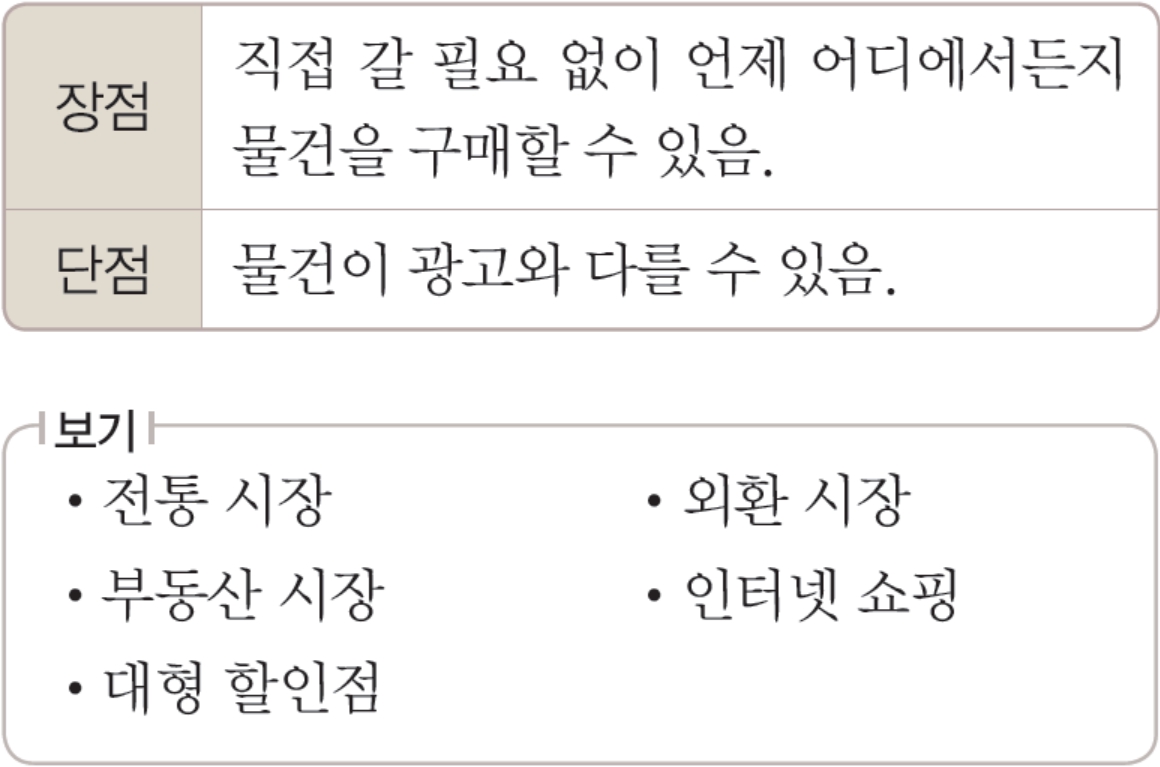 장점
직접 갈 필요 없이 언제 어디에서든지
물건을 구매할 수 있음.
단점
물건이 광고와 다를 수 있음.
보기
• 전통 시장
• 외환 시장
• 부동산 시장
• 인터넷 쇼핑
• 대형 할인점